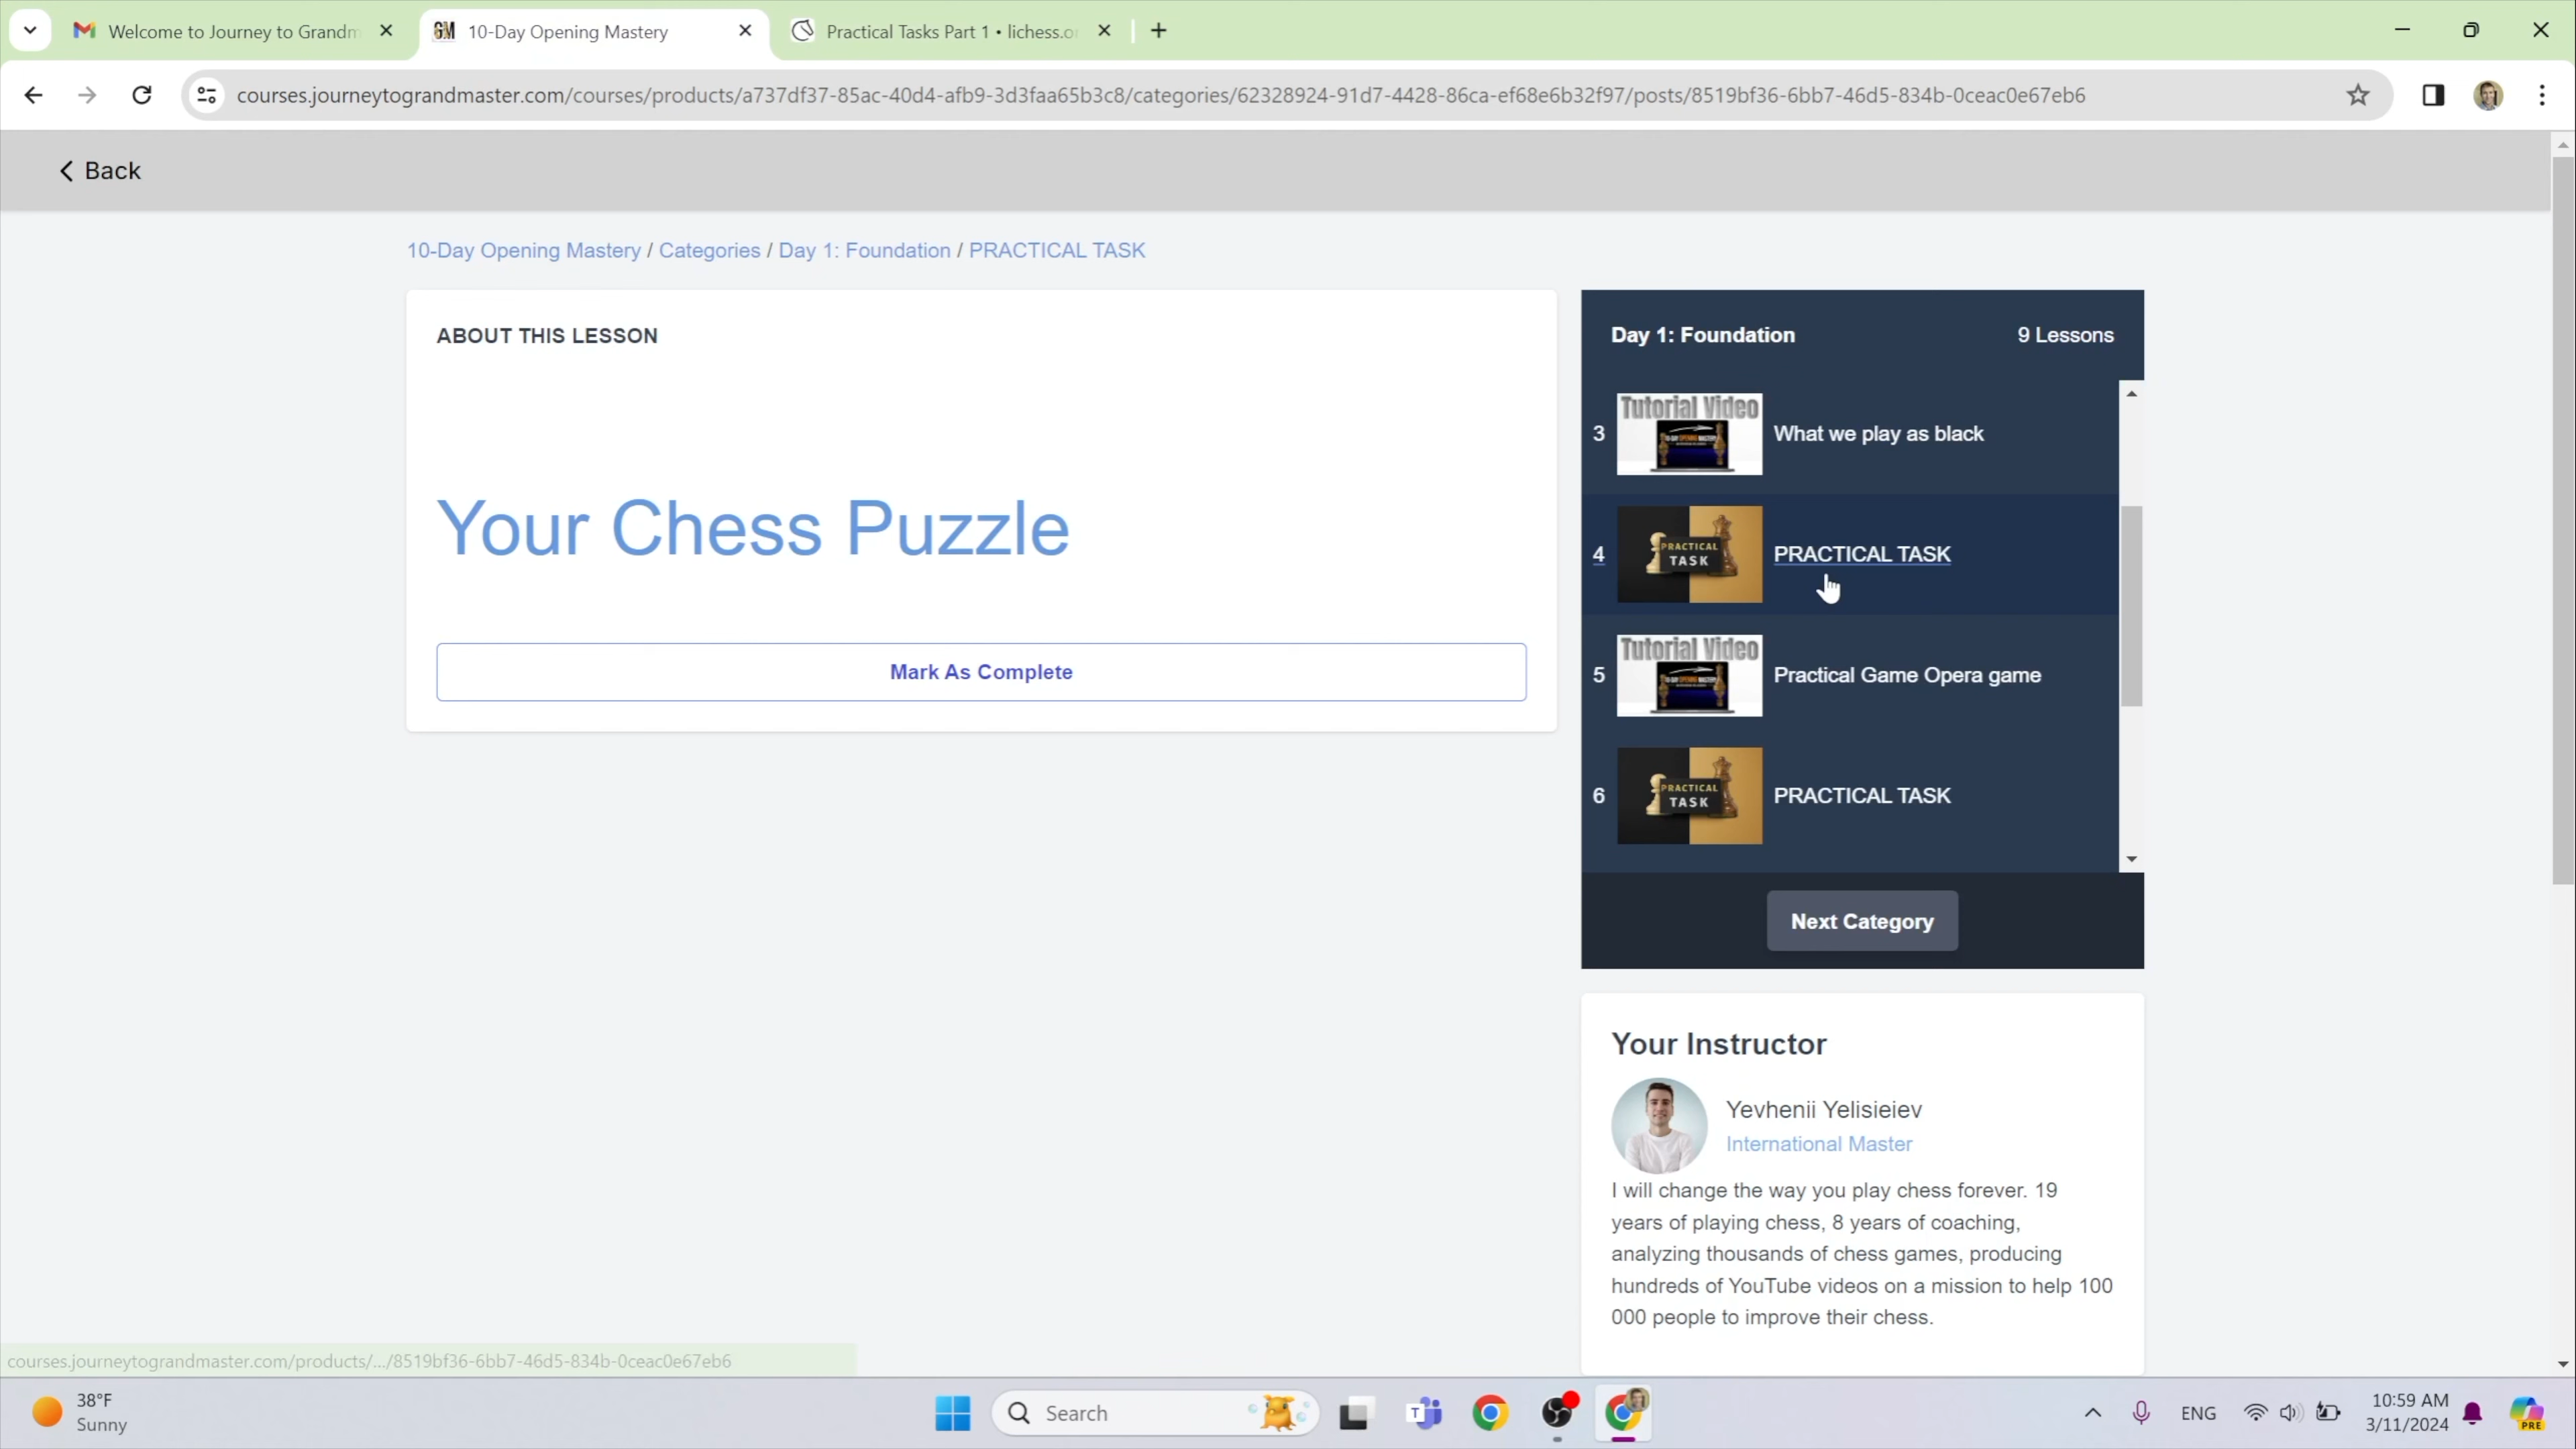 Welcome to Journey to Grandm
10-Day Opening Mastery
Practical Tasks Part 1 • lichess.or
courses.journeytograndmaster.com/courses/products/a737df37-85ac-40d4-afb9-3d3faa65b3c8/categories/62328924-91d7-4428-86ca-ef68e6b32f97/posts/8519bf36-6bb7-46d5-834b-0ceac0e67eb6
Back
10-Day Opening Mastery / Categories / Day 1: Foundation / PRACTICAL TASK
ABOUT THIS LESSON
Your Chess Puzzle
Mark As Complete
Day 1: Foundation
9 Lessons
3
Tutorial Video
What we play as black
4
PRACTICAL
TASK
PRACTICAL TASK
5
Tutorial Video
Practical Game Opera game
6
PRACTICAL
TASK
PRACTICAL TASK
Next Category
Your Instructor
Yevhenii Yelisieiev
International Master
I will change the way you play chess forever. 19
years of playing chess, 8 years of coaching,
analyzing thousands of chess games, producing
hundreds of YouTube videos on a mission to help 100
000 people to improve their chess.
courses.journeytograndmaster.com/products/.../8519bf36-6bb7-46d5-834b-0ceac0e67eb6
38°F
Sunny
Search
ENG
10:59 AM
3/11/2024
PRE